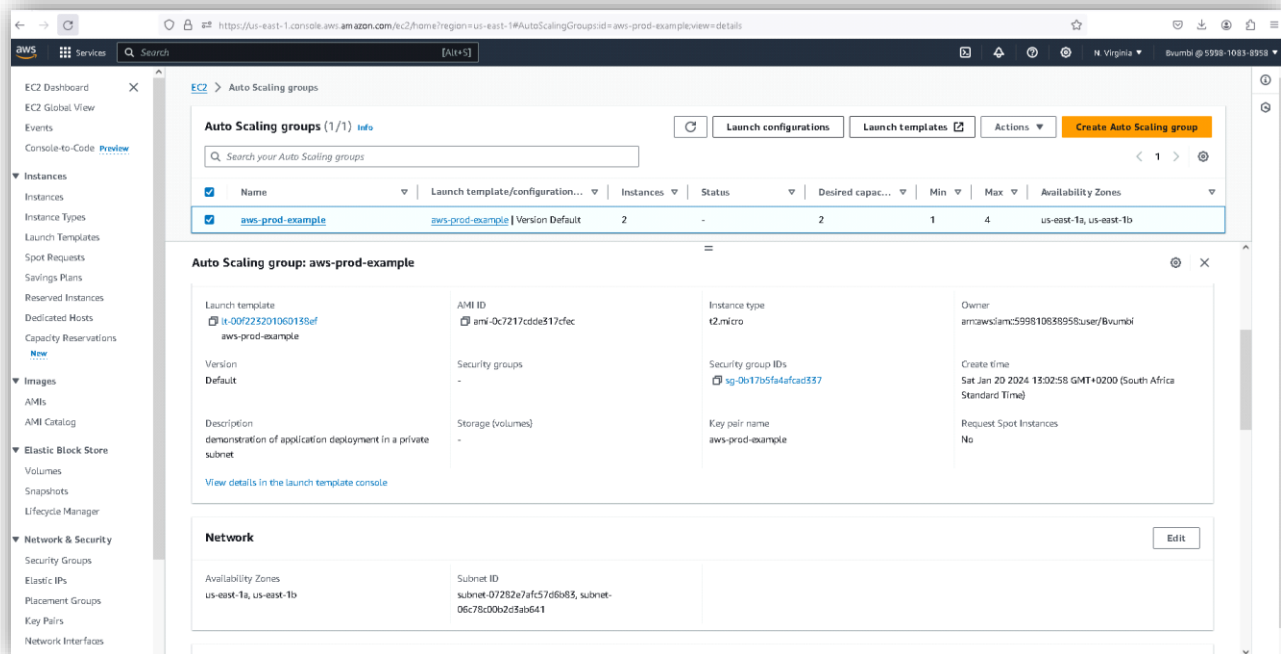 https://us-east-1.console.aws.amazon.com/ec2/home?region=us-east-1#AutoScalingGroups:id=aws-prod-example;view=details
aws Services Search [Alt+S] N. Virginia Bvumbi @ 5998-1083-8958
EC2 Dashboard
EC2 Global View
Events
Console-to-Code Preview
Instances
Instances
Instance Types
Launch Templates
Spot Requests
Savings Plans
Reserved Instances
Dedicated Hosts
Capacity Reservations
New
Images
AMIs
AMI Catalog
Elastic Block Store
Volumes
Snapshots
Lifecycle Manager
Network & Security
Security Groups
Elastic IPs
Placement Groups
Key Pairs
Network Interfaces
EC2 > Auto Scaling groups
Auto Scaling groups (1/1) Info Launch configurations Launch templates Actions Create Auto Scaling group
Search your Auto Scaling groups 1
Name Launch template/configuration... Instances Status Desired capac... Min Max Availability Zones
aws-prod-example aws-prod-example | Version Default 2 - 2 1 4 us-east-1a, us-east-1b
Auto Scaling group: aws-prod-example
Launch template AMI ID Instance type Owner
lt-00f223201060138ef ami-0c7217cdde317cfec t2.micro arn:aws:iam::599810838958:user/Bvumbi
aws-prod-example
Version Security groups Security group IDs Create time
Default - sg-0b17b5fa4afcad337 Sat Jan 20 2024 13:02:58 GMT+0200 (South Africa
Standard Time)
Description Storage (volumes) Key pair name Request Spot Instances
demonstration of application deployment in a private - aws-prod-example No
subnet
View details in the launch template console
Network Edit
Availability Zones Subnet ID
us-east-1a, us-east-1b subnet-07282e7afc57d6b83, subnet-
06c78c00b2d3ab641